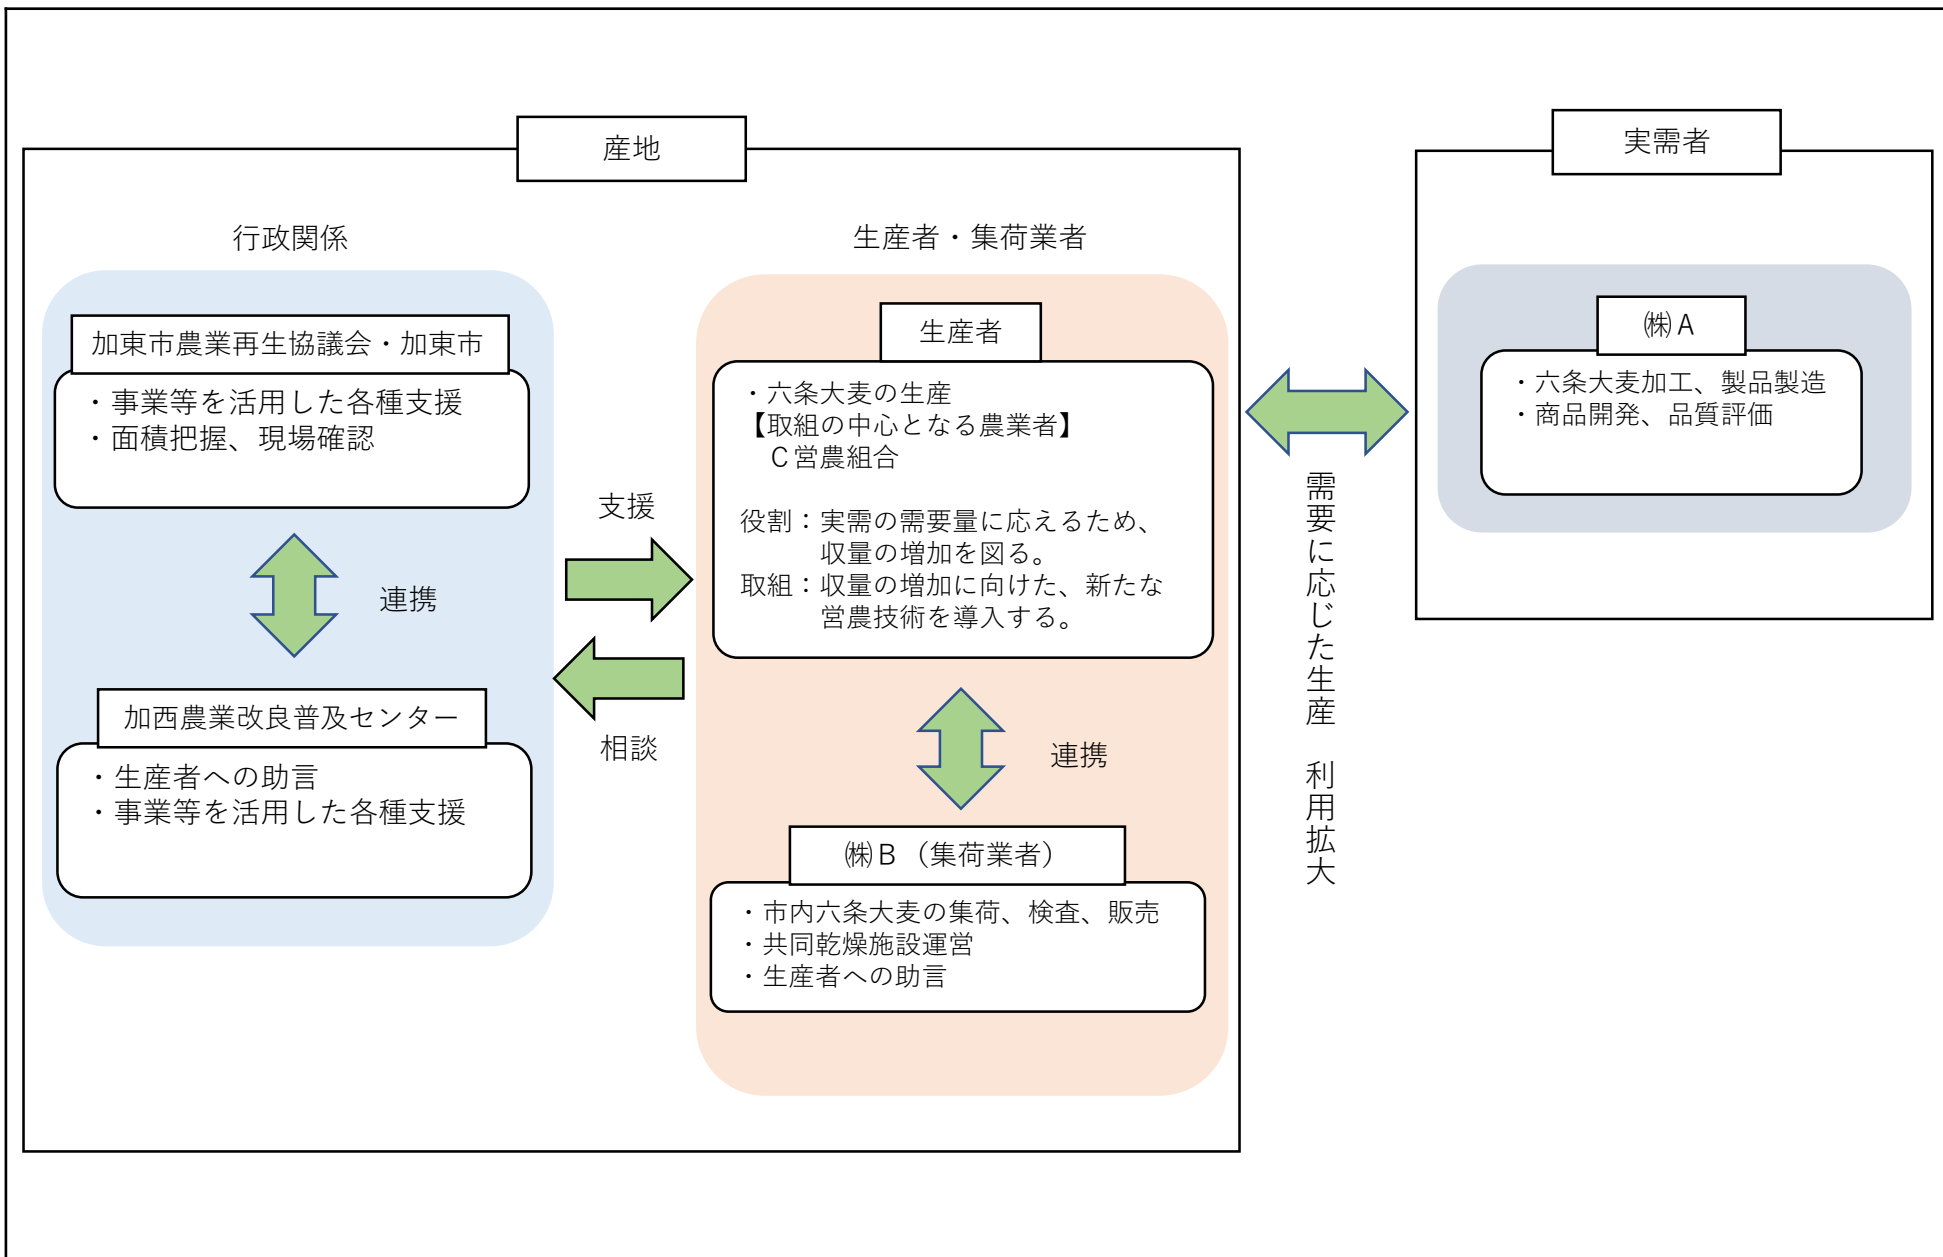 産地
行政関係
加東市農業再生協議会・加東市
・事業等を活用した各種支援
・面積把握、現場確認
連携
加西農業改良普及センター
・生産者への助言
・事業等を活用した各種支援
支援
相談
生産者・集荷業者
生産者
・六条大麦の生産
【取組の中心となる農業者】
C営農組合
役割：実需の需要量に応えるため、
収量の増加を図る。
取組：収量の増加に向けた、新たな
営農技術を導入する。
連携
㈱B（集荷業者）
・市内六条大麦の集荷、検査、販売
・共同乾燥施設運営
・生産者への助言
需要に応じた生産　利用拡大
実需者
㈱A
・六条大麦加工、製品製造
・商品開発、品質評価